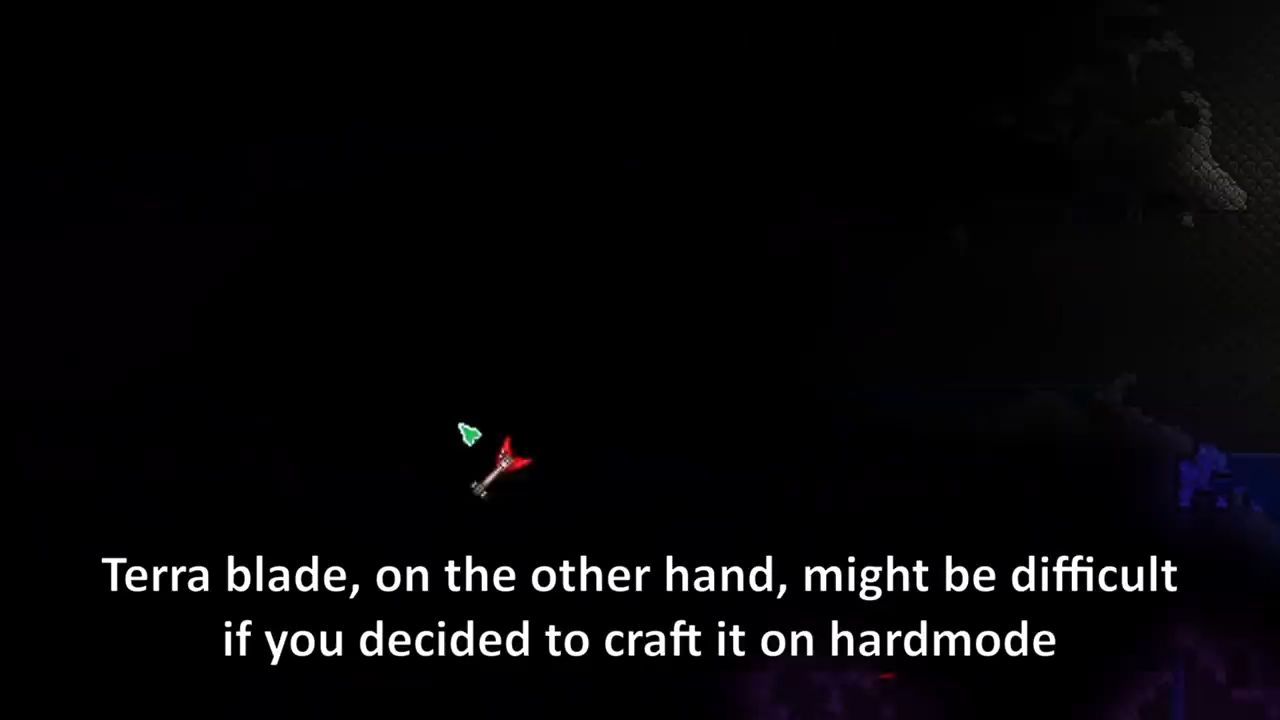 Terra blade, on the other hand, might be difficult
if you decided to craft it on hardmode